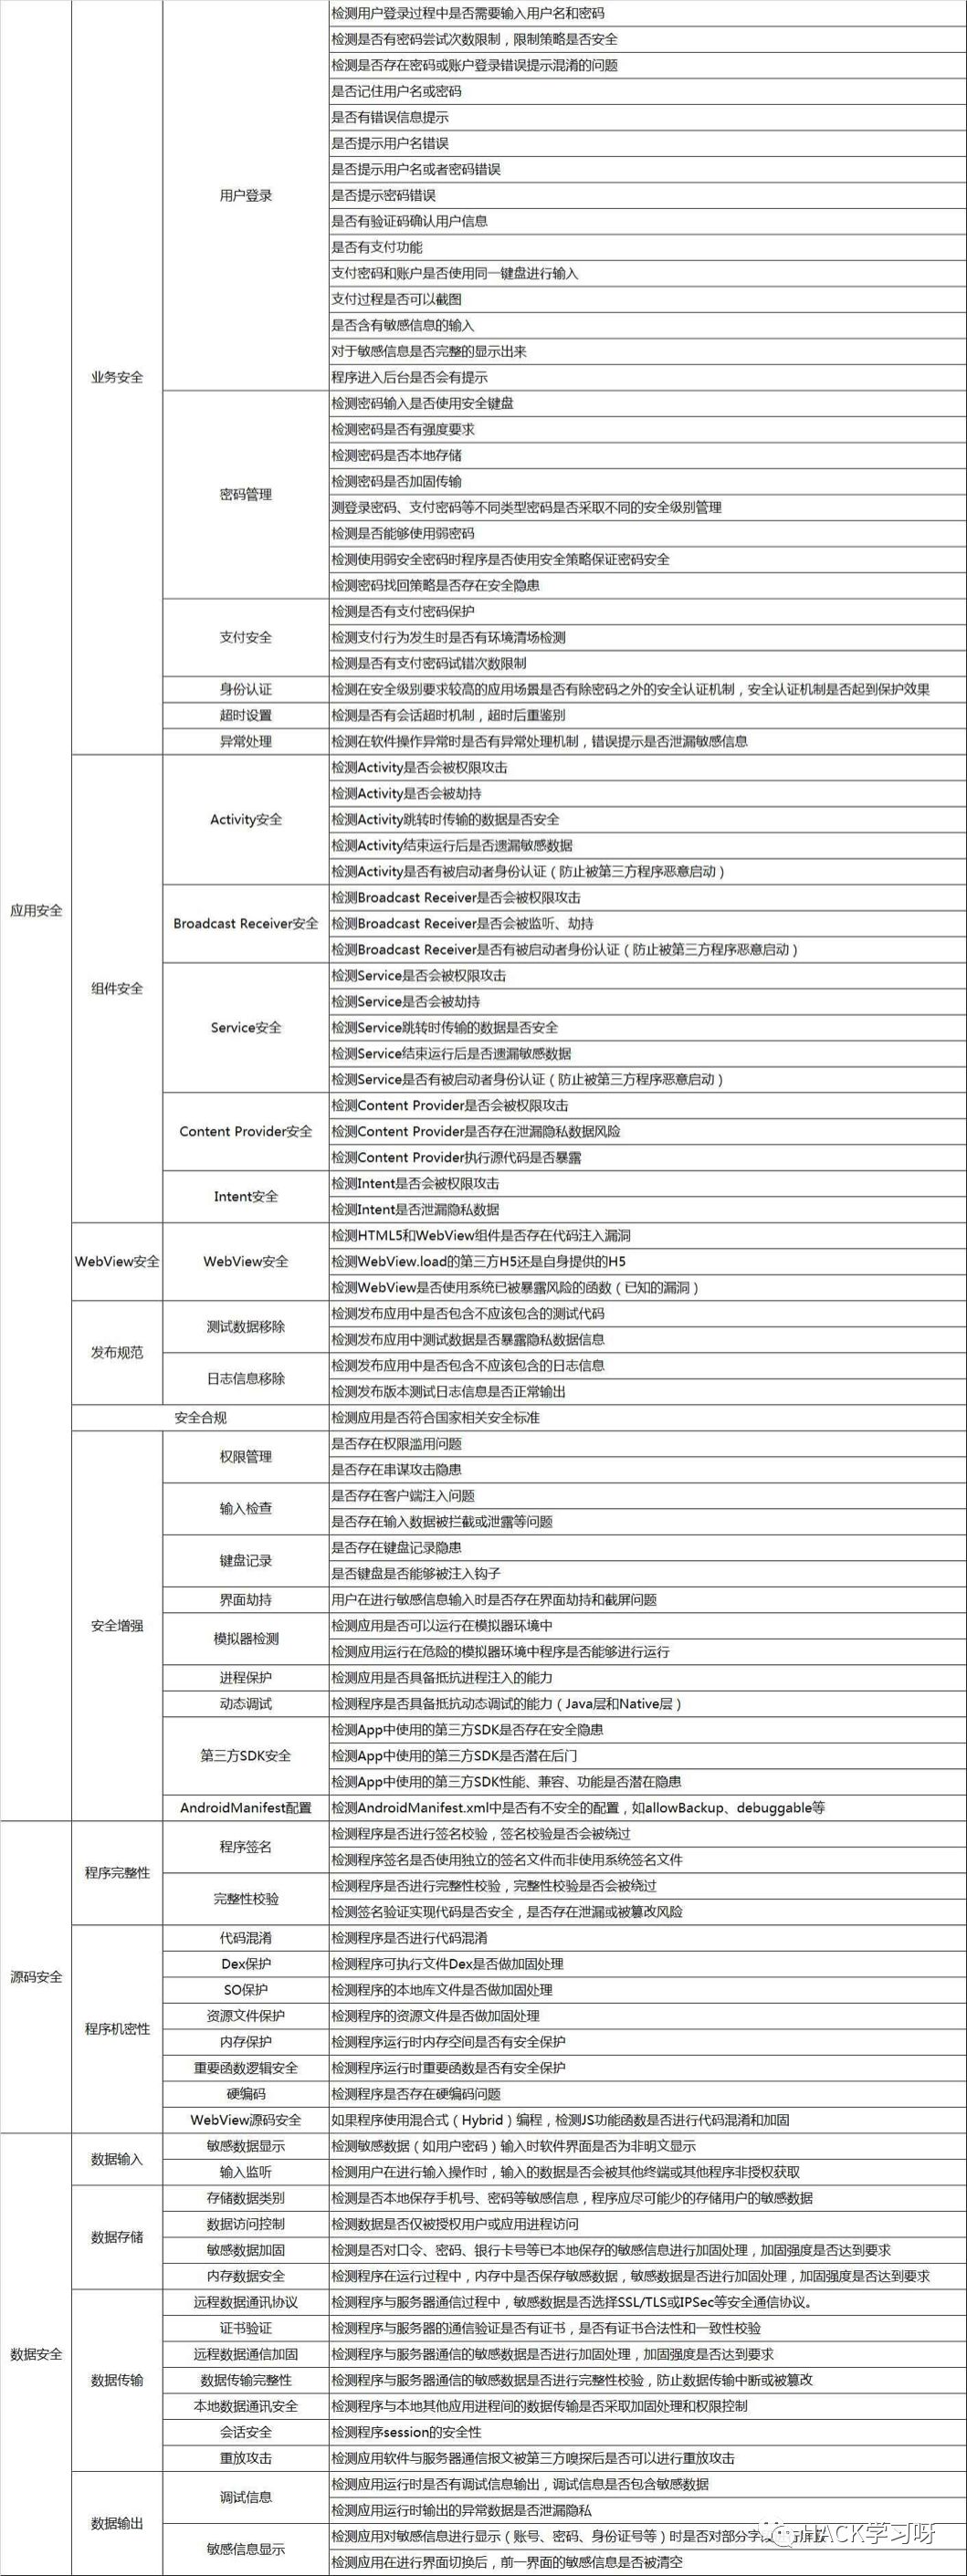 应用安全
业务安全
用户登录
检测用户登录过程中是否需要输入用户名和密码
检测是否有密码尝试次数限制，限制策略是否安全
检测是否存在密码或账户登录错误提示混淆的问题
是否记住用户名或密码
是否有错误信息提示
是否提示用户名错误
是否提示用户名或者密码错误
是否提示密码错误
是否有验证码确认用户信息
是否有支付功能
支付密码和账户是否使用同一键盘进行输入
支付过程是否可以截图
是否含有敏感信息的输入
对于敏感信息是否完整的显示出来
程序进入后台是否会有提示
密码管理
检测密码输入是否使用安全键盘
检测密码是否有强度要求
检测密码是否本地存储
检测密码是否加固传输
测登录密码、支付密码等不同类型密码是否采取不同的安全级别管理
检测是否能够使用弱密码
检测使用弱安全密码时程序是否使用安全策略保证密码安全
检测密码找回策略是否存在安全隐患
支付安全
检测是否有支付密码保护
检测支付行为发生时是否有环境清场检测
检测是否有支付密码试错次数限制
身份认证
检测在安全级别要求较高的应用场景是否有除密码之外的安全认证机制，安全认证机制是否起到保护效果
超时设置
检测是否有会话超时机制，超时后重鉴别
异常处理
检测在软件操作异常时是否有异常处理机制，错误提示是否泄漏敏感信息
组件安全
Activity安全
检测Activity是否会被权限攻击
检测Activity是否会被劫持
检测Activity跳转时传输的数据是否安全
检测Activity结束运行后是否遗漏敏感数据
检测Activity是否有被启动者身份认证（防止被第三方程序恶意启动）
Broadcast Receiver安全
检测Broadcast Receiver是否会被权限攻击
检测Broadcast Receiver是否会被监听、劫持
检测Broadcast Receiver是否有被启动者身份认证（防止被第三方程序恶意启动）
Service安全
检测Service是否会被权限攻击
检测Service是否会被劫持
检测Service跳转时传输的数据是否安全
检测Service结束运行后是否遗漏敏感数据
检测Service是否有被启动者身份认证（防止被第三方程序恶意启动）
Content Provider安全
检测Content Provider是否会被权限攻击
检测Content Provider是否存在泄漏隐私数据风险
检测Content Provider执行源代码是否暴露
Intent安全
检测Intent是否会被权限攻击
检测Intent是否泄漏隐私数据
WebView安全
WebView安全
检测HTML5和WebView组件是否存在代码注入漏洞
检测WebView.load的第三方H5还是自身提供的H5
检测WebView是否使用系统已被暴露风险的函数（已知的漏洞）
发布规范
测试数据移除
检测发布应用中是否包含不应该包含的测试代码
检测发布应用中测试数据是否暴露隐私数据信息
日志信息移除
检测发布应用中是否包含不应该包含的日志信息
检测发布版本测试日志信息是否正常输出
安全合规
检测应用是否符合国家相关安全标准
安全增强
权限管理
是否存在权限滥用问题
是否存在串谋攻击隐患
输入检查
是否存在客户端注入问题
是否存在输入数据被拦截或泄露等问题
键盘记录
是否存在键盘记录隐患
是否键盘是否能够被注入钩子
界面劫持
用户在进行敏感信息输入时是否存在界面劫持和截屏问题
模拟器检测
检测应用是否可以运行在模拟器环境中
检测应用运行在危险的模拟器环境中程序是否能够进行运行
进程保护
检测应用是否具备抵抗进程注入的能力
动态调试
检测程序是否具备抵抗动态调试的能力（Java层和Native层）
第三方SDK安全
检测App中使用的第三方SDK是否存在安全隐患
检测App中使用的第三方SDK是否潜在后门
检测App中使用的第三方SDK性能、兼容、功能是否潜在隐患
AndroidManifest配置
检测AndroidManifest.xml中是否有不安全的配置，如allowBackup、debuggable等
源码安全
程序完整性
程序签名
检测程序是否进行签名校验，签名校验是否会被绕过
检测程序签名是否使用独立的签名文件而非使用系统签名文件
完整性校验
检测程序是否进行完整性校验，完整性校验是否会被绕过
检测签名验证实现代码是否安全，是否存在泄漏或被篡改风险
程序机密性
代码混淆
检测程序是否进行代码混淆
Dex保护
检测程序可执行文件Dex是否做加固处理
SO保护
检测程序的本地库文件是否做加固处理
资源文件保护
检测程序的资源文件是否做加固处理
内存保护
检测程序运行时内存空间是否有安全保护
重要函数逻辑安全
检测程序运行时重要函数是否有安全保护
硬编码
检测程序是否存在硬编码问题
WebView源码安全
如果程序使用混合式（Hybrid）编程，检测JS功能函数是否进行代码混淆和加固
数据安全
数据输入
敏感数据显示
检测敏感数据（如用户密码）输入时软件界面是否为非明文显示
输入监听
检测用户在进行输入操作时，输入的数据是否会被其他终端或其他程序非授权获取
数据存储
存储数据类别
检测是否本地保存手机号、密码等敏感信息，程序应尽可能少的存储用户的敏感数据
数据访问控制
检测数据是否仅被授权用户或应用进程访问
敏感数据加固
检测是否对口令、密码、银行卡号等已本地保存的敏感信息进行加固处理，加固强度是否达到要求
内存数据安全
检测程序在运行过程中，内存中是否保存敏感数据，敏感数据是否进行加固处理，加固强度是否达到要求
数据传输
远程数据通讯协议
检测程序与服务器通信过程中，敏感数据是否选择SSL/TLS或IPSec等安全通信协议。
证书验证
检测程序与服务器的通信验证是否有证书，是否有证书合法性和一致性校验
远程数据通信加固
检测程序与服务器通信的敏感数据是否进行加固处理，加固强度是否达到要求
数据传输完整性
检测程序与服务器通信的敏感数据是否进行完整性校验，防止数据传输中断或被篡改
本地数据通讯安全
检测程序与本地其他应用进程间的数据传输是否采取加固处理和权限控制
会话安全
检测程序session的安全性
重放攻击
检测应用软件与服务器通信报文被第三方嗅探后是否可以进行重放攻击
数据输出
调试信息
检测应用运行时是否有调试信息输出，调试信息是否包含敏感数据
检测应用运行时输出的异常数据是否泄漏隐私
敏感信息显示
检测应用对敏感信息进行显示（账号、密码、身份证号等）时是否对部分字
检测应用在进行界面切换后，前一界面的敏感信息是否被清空
HACK学习呀